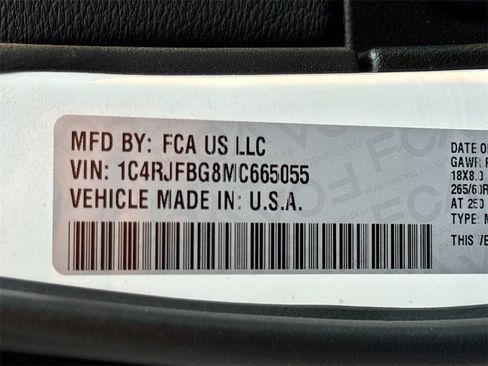 MFD BY: FCA US LLC
VIN: 1C4RJFBG8MC665055
VEHICLE MADE IN: U.S.A.
DATE O
GAWR
18X8.0
265/60R
AT 250
TYPE:
THIS VE